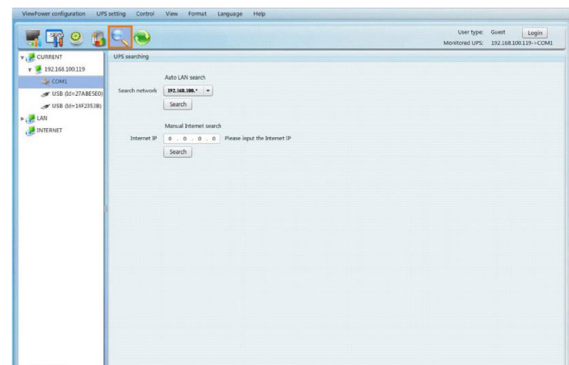 ViewPower configuration UPS setting Control View Format Language Help
User type: Guest Login
Monitored UPS: 192.168.100.119->COM1
CURRENT
192.168.100.119
COM1
USB (Id=27ABE5E0)
USB (Id=14F2353B)
LAN
INTERNET
UPS searching
Auto LAN search
Search network 192.168.100.*
Search
Manual Internet search
Internet IP 0 . 0 . 0 . 0 Please input the Internet IP
Search